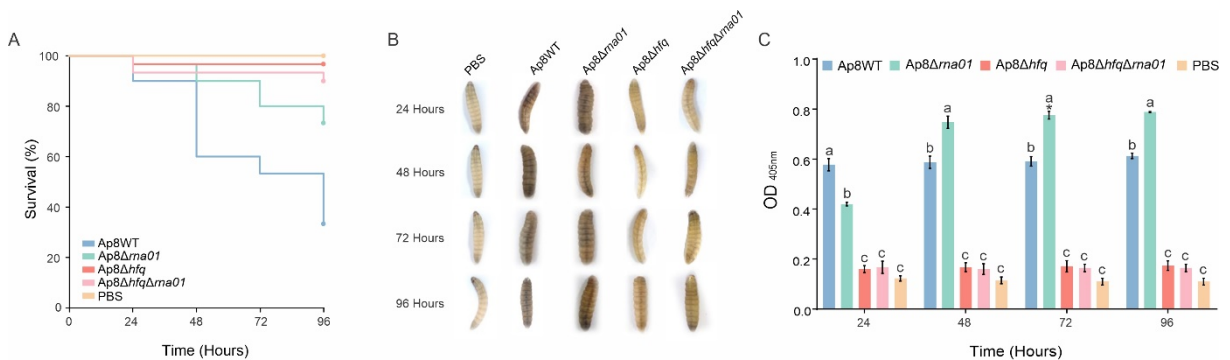 A
Survival (%)
100
80
60
40
20
0
0 24 48 72 96
Time (Hours)
Ap8WT
Ap8Δrna01
Ap8Δhfq
Ap8ΔhfqΔrna01
PBS
B
PBS Ap8WT Ap8Δrna01 Ap8Δhfq Ap8ΔhfqΔrna01
24 Hours
48 Hours
72 Hours
96 Hours
C
Ap8WT Ap8Δrna01 Ap8Δhfq Ap8ΔhfqΔrna01 PBS
OD 405nm
1.0
0.8
0.6
0.4
0.2
0.0
a b c c c
b a c c c
b a * c c c
b a c c c
24 48 72 96
Time (Hours)